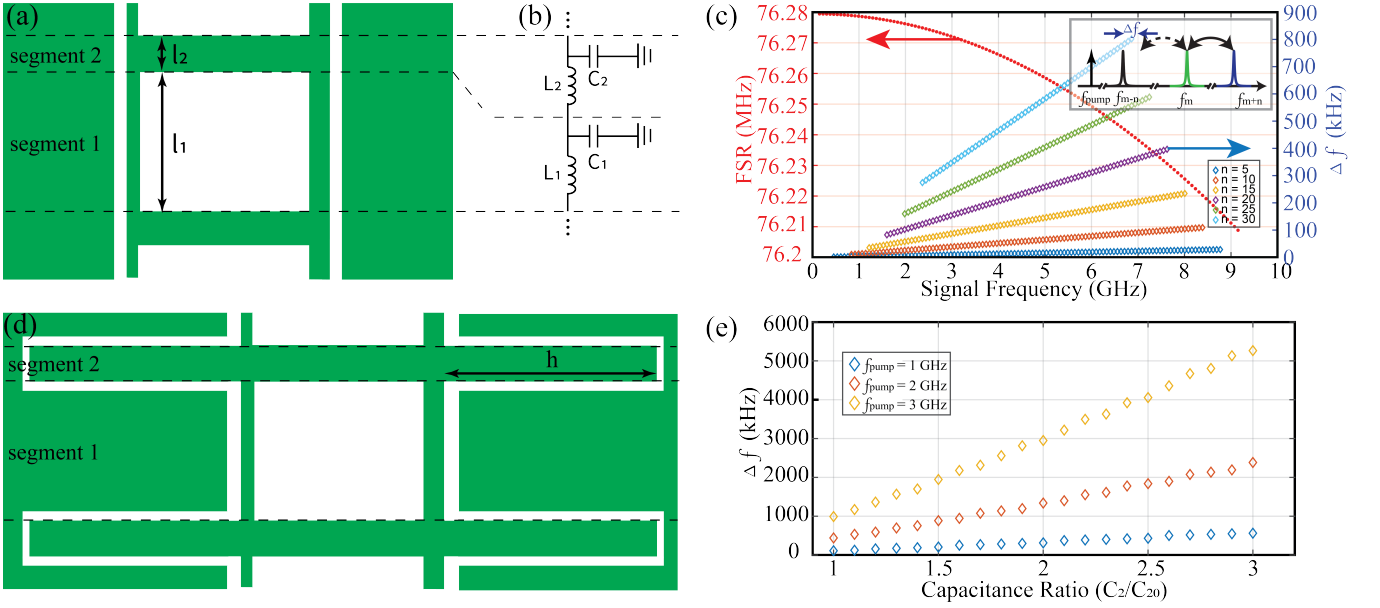 (a)
segment 2
l₂
segment 1
l₁
(b)
L₂
C₂
L₁
C₁
(c)
FSR (MHz)
76.28
76.27
76.26
76.25
76.24
76.23
76.22
76.21
76.2
0 1 2 3 4 5 6 7 8 9 10
Signal Frequency (GHz)
900
800
700
600
500
400
300
200
100
0
Δ f (kHz)
Δf
fpump fm-n fm fm+n
n = 5
n = 10
n = 15
n = 20
n = 25
n = 30
(d)
segment 2
h
segment 1
(e)
Δ f (kHz)
6000
5000
4000
3000
2000
1000
0
fpump = 1 GHz
fpump = 2 GHz
fpump = 3 GHz
1 1.5 2 2.5 3
Capacitance Ratio (C₂/C₂₀)